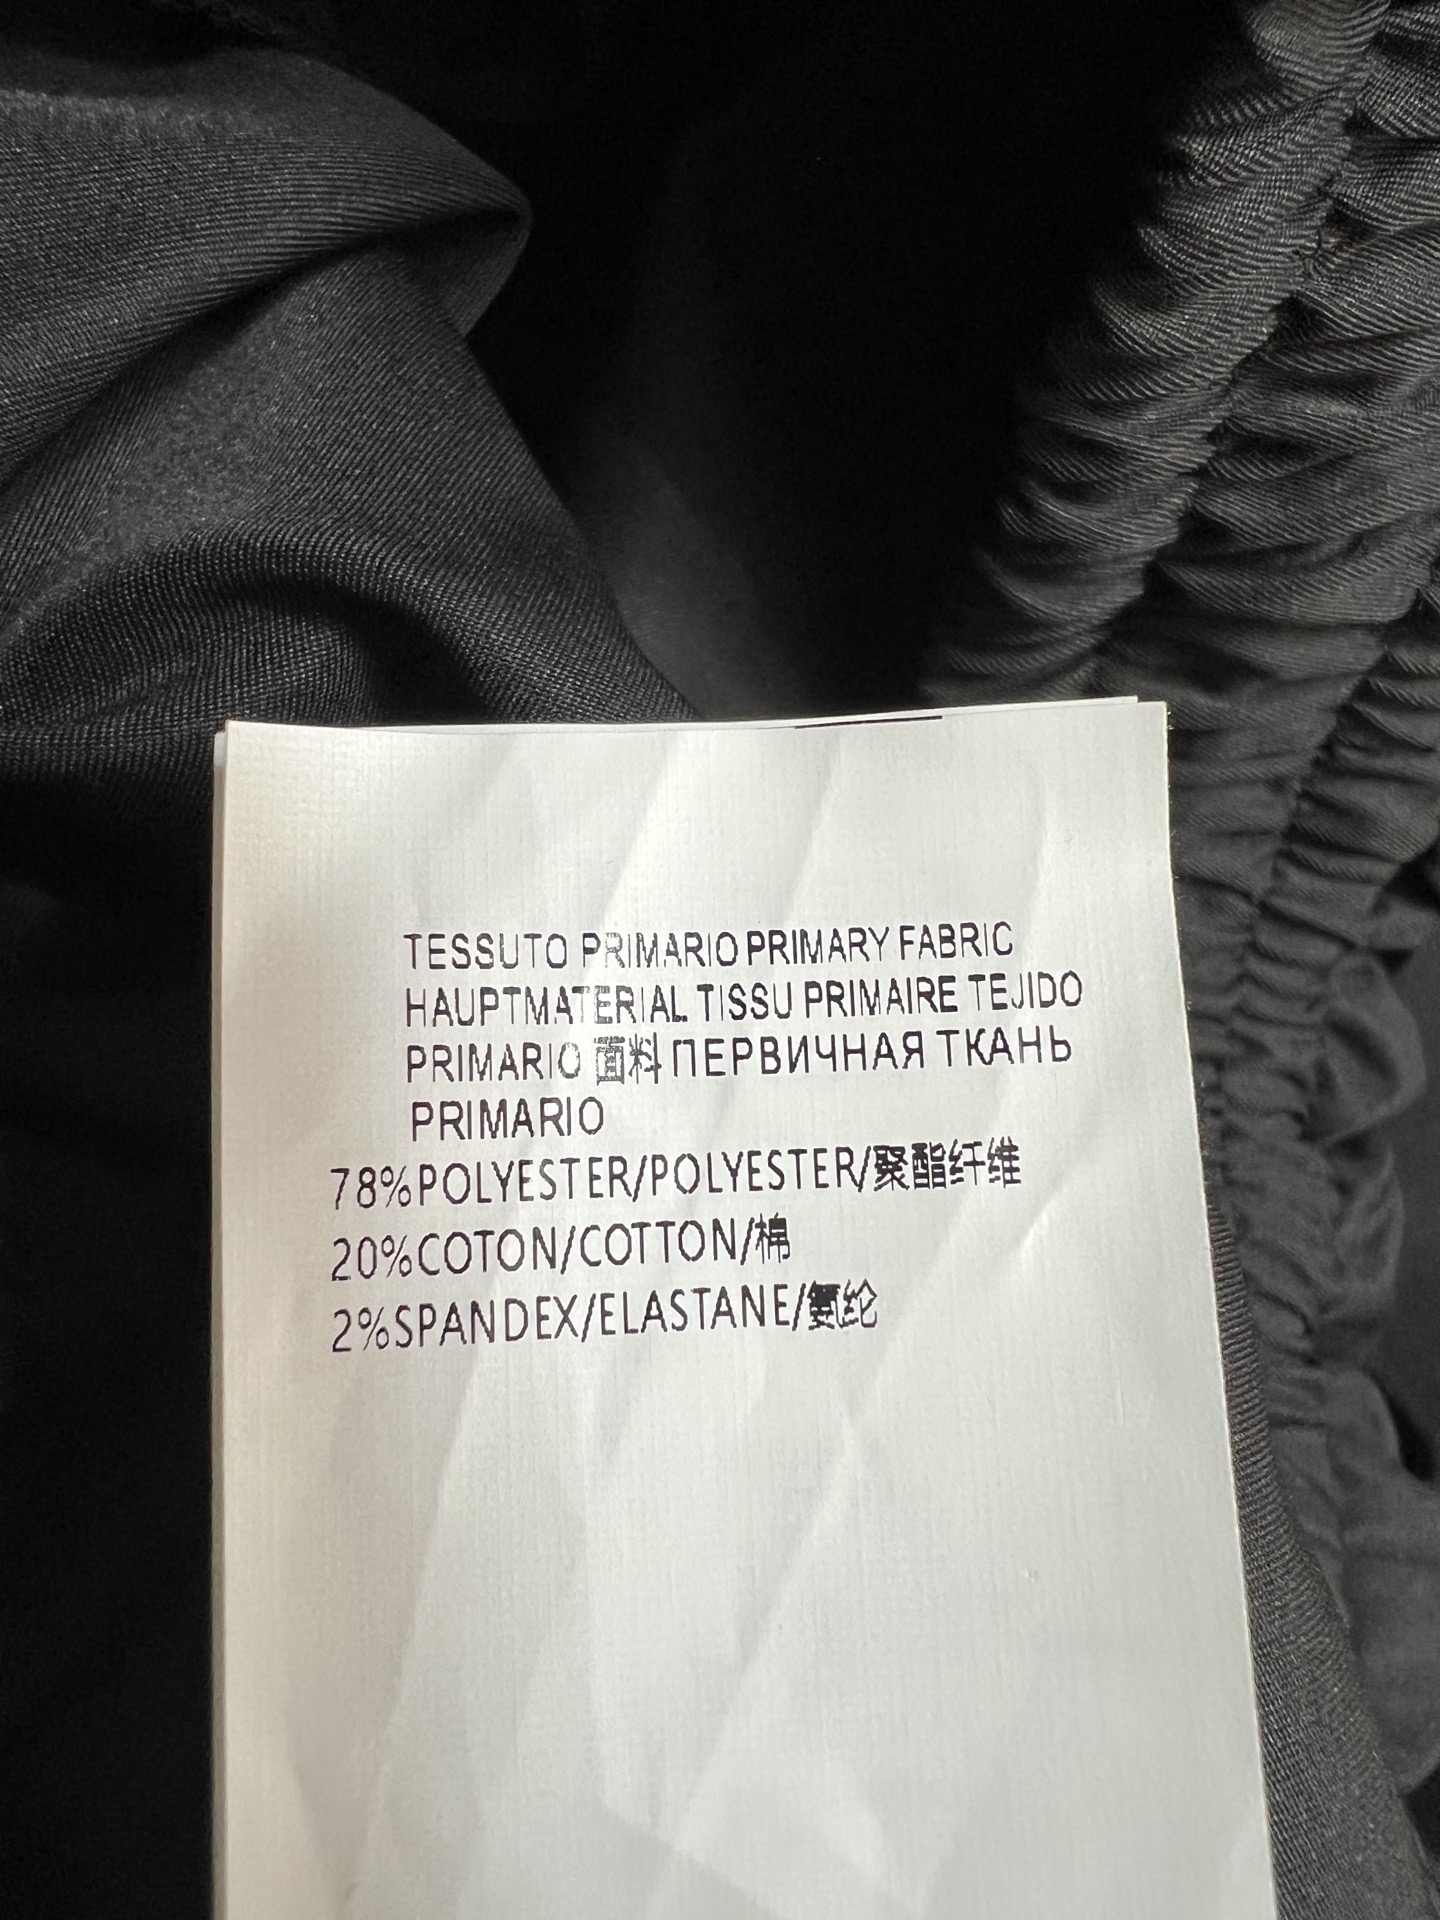 TESSUTO PRIMARIO PRIMARY FABRIC
HAUPTMATERIAL TISSU PRIMAIRE TEJIDO
PRIMARIO 面料 ПЕРВИЧНАЯ ТКАНЬ
PRIMARIO
78%POLYESTER/POLYESTER/聚酯纤维
20%COTON/COTTON/棉
2%SPANDEX/ELASTANE/氨纶